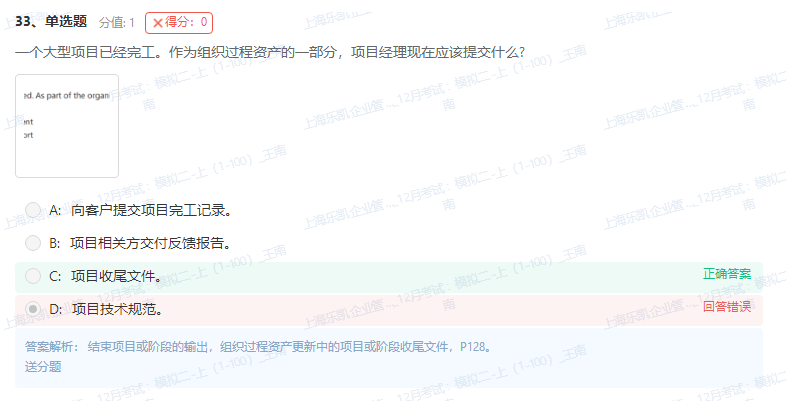 33、单选题 分值: 1 ×得分：0
一个大型项目已经完工。作为组织过程资产的一部分，项目经理现在应该提交什么?
ed. As part of the organi
ent
ort
A: 向客户提交项目完工记录。
B: 项目相关方交付反馈报告。
C: 项目收尾文件。 正确答案
D: 项目技术规范。 回答错误
答案解析： 结束项目或阶段的输出，组织过程资产更新中的项目或阶段收尾文件，P128。
送分题
上海乐凯企业管...12月考试：模拟二-上（1-100）_王南